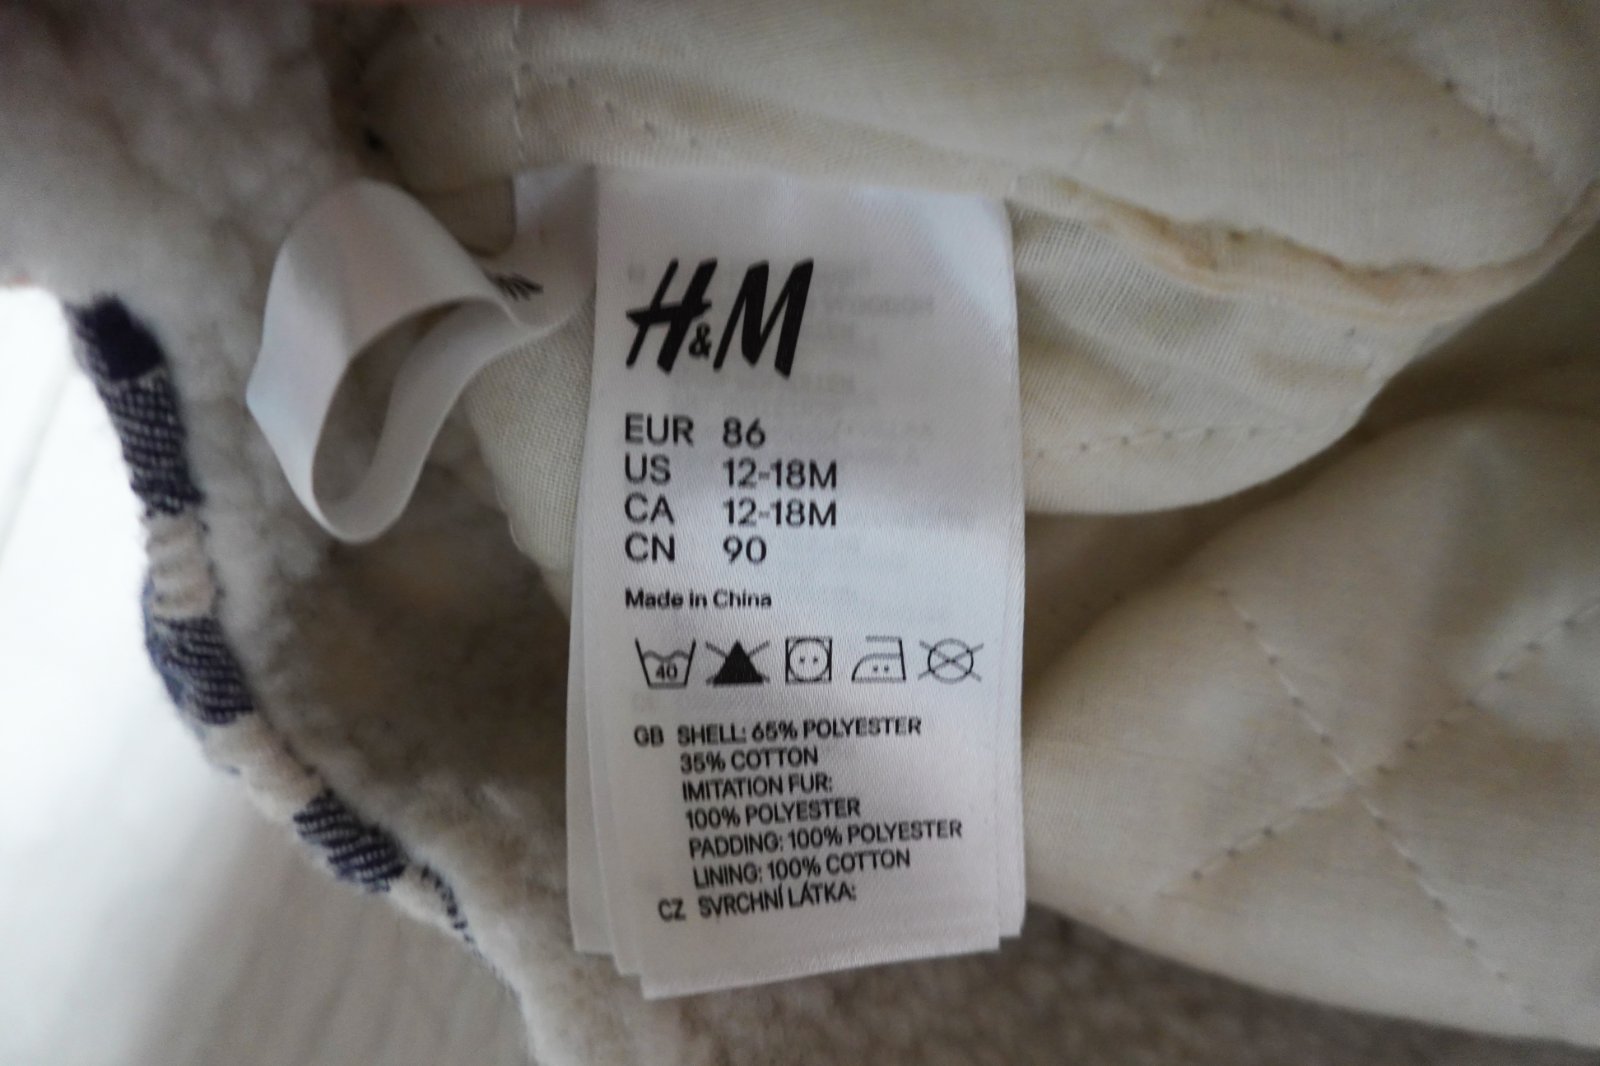 H&M
EUR 86
US 12-18M
CA 12-18M
CN 90
Made in China
40
GB SHELL: 65% POLYESTER
35% COTTON
IMITATION FUR:
100% POLYESTER
PADDING: 100% POLYESTER
LINING: 100% COTTON
CZ SVRCHNÍ LÁTKA: